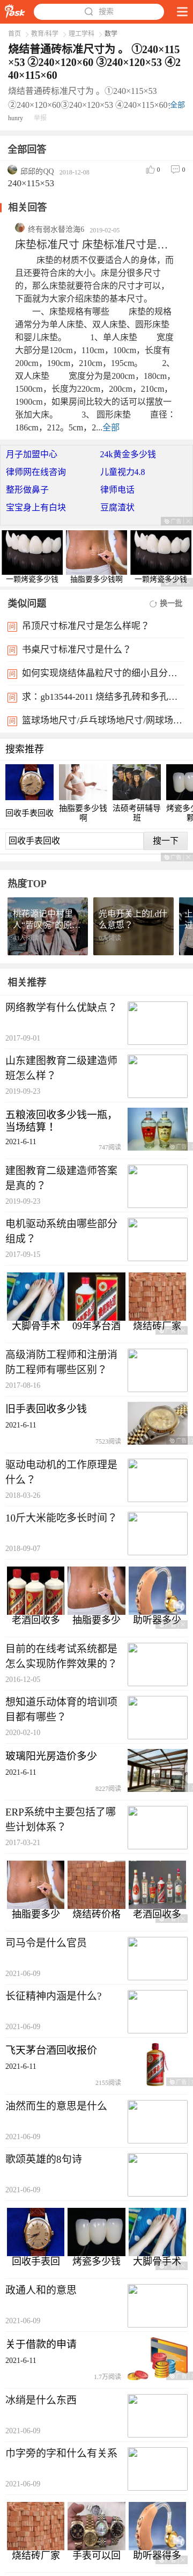 Posk
搜索
首页 > 教育/科学 > 理工学科 > 数学
烧结普通砖标准尺寸为 。 ①240×115
×53 ②240×120×60 ③240×120×53 ④2
40×115×60
烧结普通砖标准尺寸为 。①240×115×53
②240×120×60③240×120×53 ④240×115×60?全部
hunry 举报
全部回答
邱邱的QQ 2018-12-08 0 0
240×115×53
相关回答
终有弱水替沧海6 2019-02-05
床垫标准尺寸 床垫标准尺寸是…
床垫的材质不仅要适合人的身体，而
且还要符合床的大小。床是分很多尺寸
的，那么床垫就要符合床的尺寸才可以，
下面就为大家介绍床垫的基本尺寸。
一、床垫规格有哪些 床垫的规格
通常分为单人床垫、双人床垫、圆形床垫
和婴儿床垫。 1、单人床垫 宽度
大部分是120cm，110cm，100cm，长度有
200cm，190cm，210cm，195cm。 2、
双人床垫 宽度分为是200cm，180cm，
1500cm，长度为220cm，200cm，210cm，
1900cm，如果房间比较大的话可以摆放一
张大加大床。 3、圆形床垫 直径：
186cm，212。5cm，2...全部
月子加盟中心 24k黄金多少钱
律师网在线咨询 儿童视力4.8
整形做鼻子 律师电话
宝宝身上有白块 豆腐渣状
一颗烤瓷多少钱 抽脂要多少钱啊 一颗烤瓷多少钱
类似问题 换一批
问 吊顶尺寸标准尺寸是怎么样呢？
问 书桌尺寸标准尺寸是什么？
问 如何实现烧结体晶粒尺寸的细小且分…
问 求：gb13544-2011 烧结多孔砖和多孔…
问 篮球场地尺寸/乒乓球场地尺寸/网球场…
搜索推荐
回收手表回收 抽脂要多少钱啊 法硕考研辅导班
回收手表回收 搜一下
热度TOP
桃花源记中村里
人“咨叹惋”的原…
光电开关上的Ld什
么意思？
相关推荐
网络教学有什么优缺点？
2017-09-01
山东建图教育二级建造师
班怎么样？
2019-09-23
五粮液回收多少钱一瓶，
当场结算！
2021-6-11 747阅读
建图教育二级建造师答案
是真的？
2019-09-23
电机驱动系统由哪些部分
组成？
2017-09-15
大脚骨手术 09年茅台酒 烧结砖厂家
高级消防工程师和注册消
防工程师有哪些区别？
2017-08-16
旧手表回收多少钱
2021-6-11 7523阅读
驱动电动机的工作原理是
什么？
2018-03-26
10斤大米能吃多长时间？
2018-09-07
老酒回收多 抽脂要多少 助听器多少
目前的在线考试系统都是
怎么实现防作弊效果的？
2016-12-05
想知道乐动体育的培训项
目都有哪些？
2020-02-10
玻璃阳光房造价多少
2021-6-11 8227阅读
ERP系统中主要包括了哪
些计划体系？
2017-03-21
抽脂要多少 烧结砖价格 老酒回收多
司马令是什么官员
2021-06-09
长征精神内涵是什么?
2021-06-09
飞天茅台酒回收报价
2021-6-11 2155阅读
油然而生的意思是什么
2021-06-09
歌颂英雄的8句诗
2021-06-09
回收手表回 烤瓷多少钱 大脚骨手术
政通人和的意思
2021-06-09
关于借款的申请
2021-6-11 1.7万阅读
冰绡是什么东西
2021-06-09
巾字旁的字和什么有关系
2021-06-09
烧结砖厂家 手表可以回 助听器得多